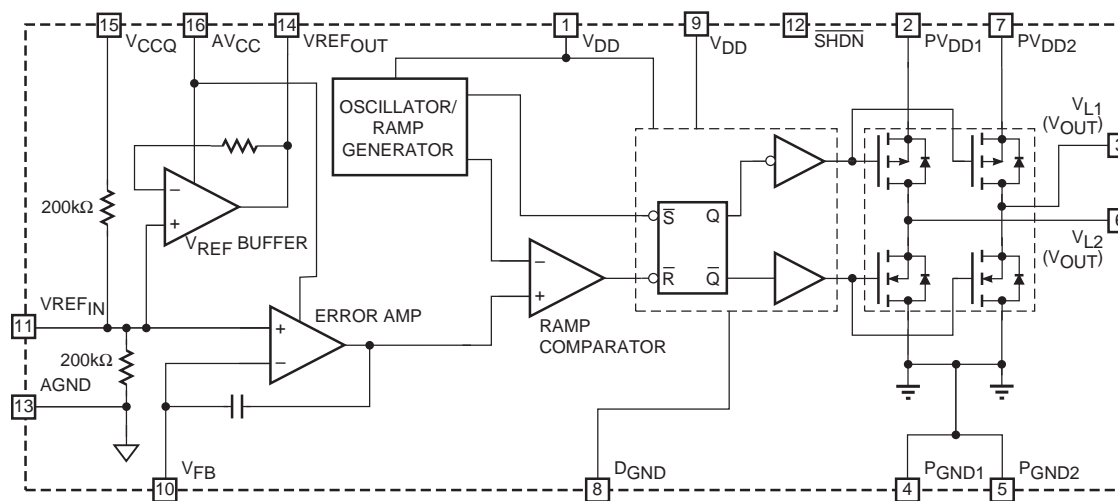 15 16 14 1 9 12 2 7
VCCQ AVCC VREFOUT VDD VDD SHDN PVDD1 PVDD2
OSCILLATOR/
RAMP
GENERATOR
VL1
(VOUT)
3
200kΩ
–
+
VREF BUFFER
S Q
R Q
6
VL2
(VOUT)
VREFIN
11
+
–
ERROR AMP
–
+
RAMP
COMPARATOR
200kΩ
AGND
13
VFB DGND PGND1 PGND2
10 8 4 5